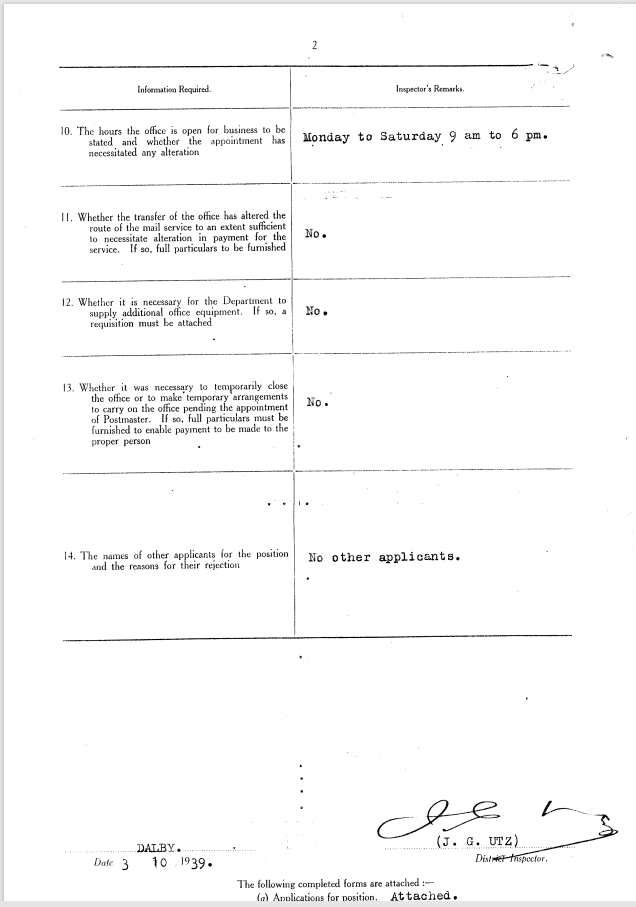 2
Information Required.
Inspector's Remarks.
10. The hours the office is open for business to be
stated and whether the appointment has
necessitated any alteration
Monday to Saturday 9 am to 6 pm.
11. Whether the transfer of the office has altered the
route of the mail service to an extent sufficient
to necessitate alteration in payment for the
service. If so, full particulars to be furnished
No.
12. Whether it is necessary for the Department to
supply additional office equipment. If so, a
requisition must be attached
No.
13. Whether it was necessary to temporarily close
the office or to make temporary arrangements
to carry on the office pending the appointment
of Postmaster. If so, full particulars must be
furnished to enable payment to be made to the
proper person
No.
14. The names of other applicants for the position
and the reasons for their rejection
No other applicants.
DALBY.
Date 3 10 1939.
(J. G. UTZ)
District Inspector.
The following completed forms are attached :—
(a) Applications for position. Attached.